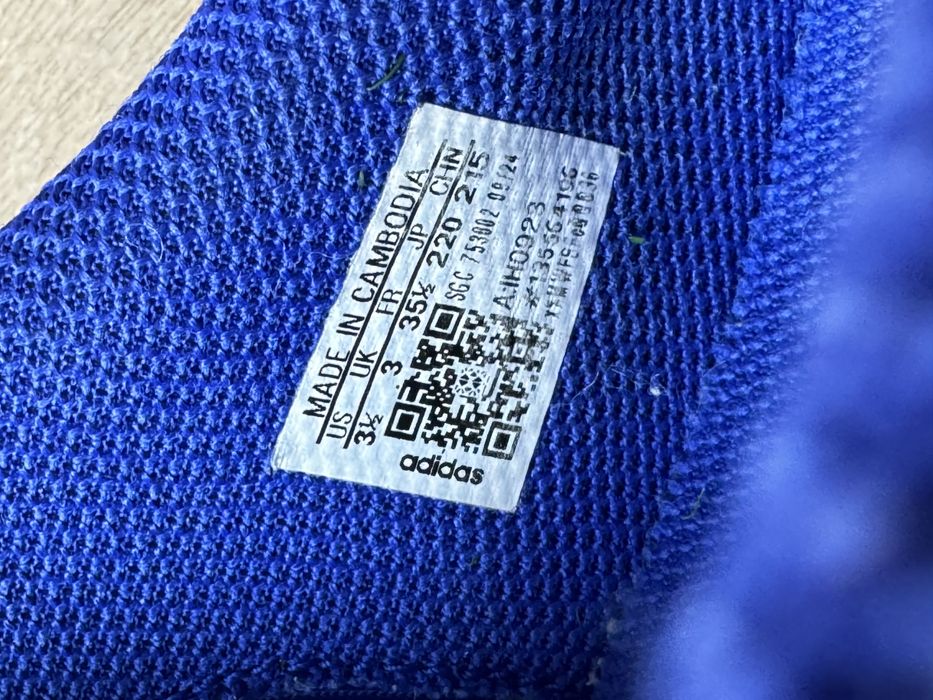 MADE IN CAMBODIA
US UK FR JP CHN
3½ 3 35½ 220 215
SGC 753002 09/24
AIH0923
adidas